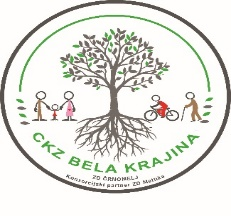 CKZ BELA KRAJINA
ZD ČRNOMELJ
Konzorcijski partner ZD Metlika